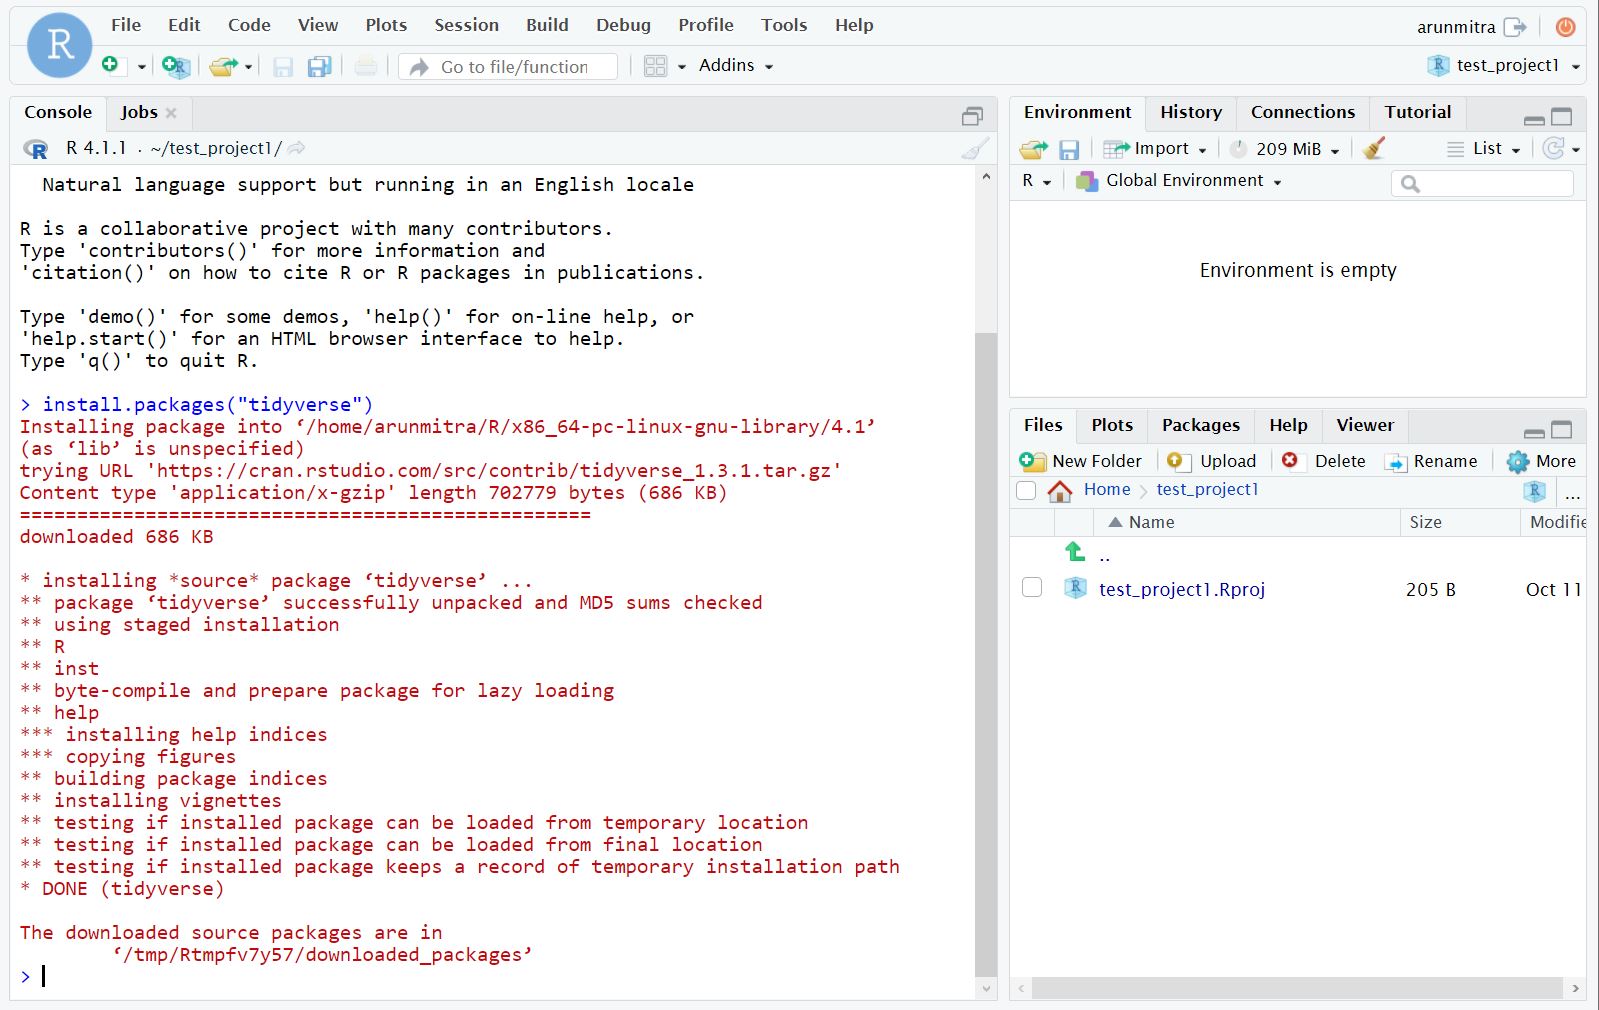 File Edit Code View Plots Session Build Debug Profile Tools Help
arunmitra
R
Go to file/function
Addins
test_project1
Console Jobs
R 4.1.1 . ~/test_project1/
Natural language support but running in an English locale
R is a collaborative project with many contributors.
Type 'contributors()' for more information and
'citation()' on how to cite R or R packages in publications.
Type 'demo()' for some demos, 'help()' for on-line help, or
'help.start()' for an HTML browser interface to help.
Type 'q()' to quit R.
> install.packages("tidyverse")
Installing package into ‘/home/arunmitra/R/x86_64-pc-linux-gnu-library/4.1’
(as ‘lib’ is unspecified)
trying URL 'https://cran.rstudio.com/src/contrib/tidyverse_1.3.1.tar.gz'
Content type 'application/x-gzip' length 702779 bytes (686 KB)
==================================================
downloaded 686 KB
* installing *source* package ‘tidyverse’ ...
** package ‘tidyverse’ successfully unpacked and MD5 sums checked
** using staged installation
** R
** inst
** byte-compile and prepare package for lazy loading
** help
*** installing help indices
*** copying figures
** building package indices
** installing vignettes
** testing if installed package can be loaded from temporary location
** testing if installed package can be loaded from final location
** testing if installed package keeps a record of temporary installation path
* DONE (tidyverse)
The downloaded source packages are in
‘/tmp/Rtmpfv7y57/downloaded_packages’
>
Environment History Connections Tutorial
Import 209 MiB List
R Global Environment
Environment is empty
Files Plots Packages Help Viewer
New Folder Upload Delete Rename More
Home test_project1 ...
Name Size Modifie
..
test_project1.Rproj 205 B Oct 11